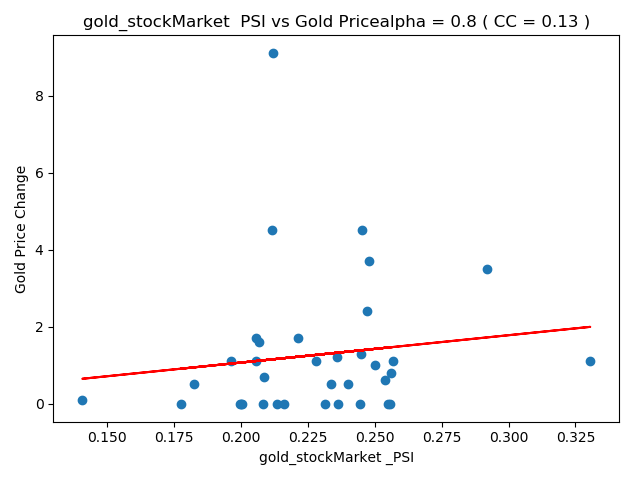 gold_stockMarket  PSI vs Gold Pricealpha = 0.8 ( CC = 0.13 )
8
6
4
2
0
Gold Price Change
0.150 0.175 0.200 0.225 0.250 0.275 0.300 0.325
gold_stockMarket _PSI